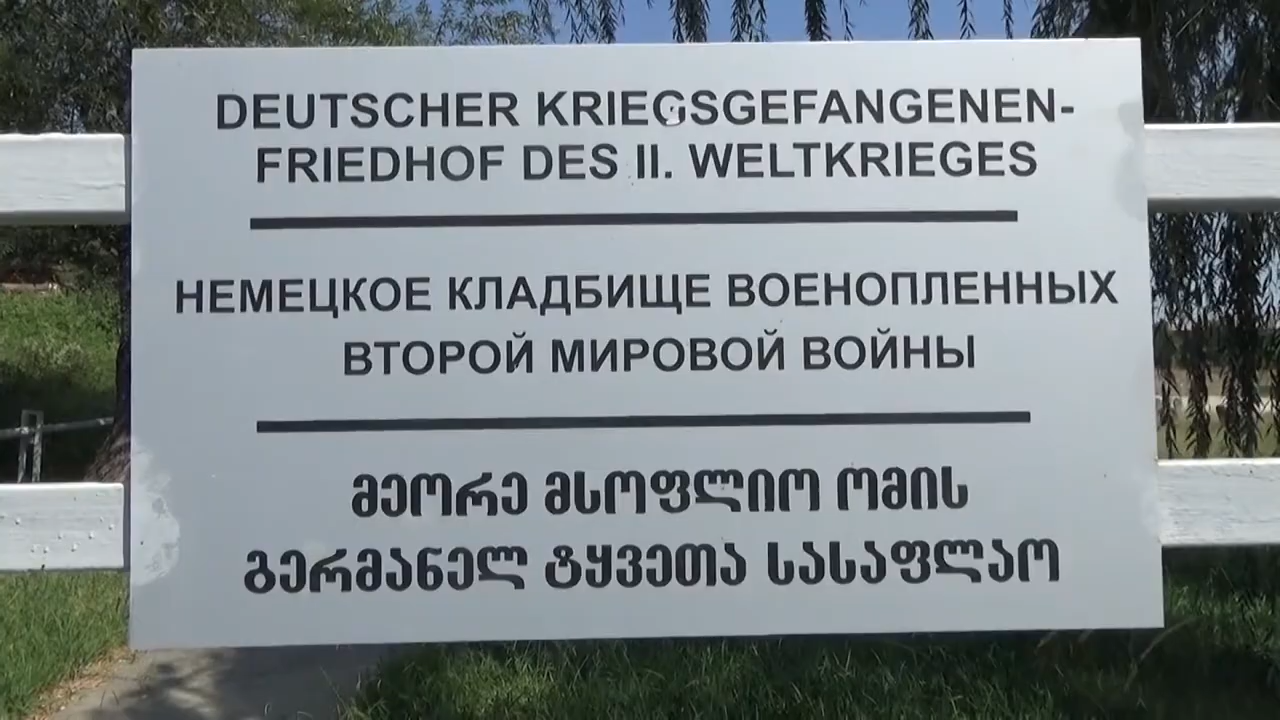 DEUTSCHER KRIEGSGEFANGENEN-
FRIEDHOF DES II. WELTKRIEGES
НЕМЕЦКОЕ КЛАДБИЩЕ ВОЕНОПЛЕННЫХ
ВТОРОЙ МИРОВОЙ ВОЙНЫ
მეორე მსოფლიო ომის
გერმანელ ტყვეთა სასაფლაო